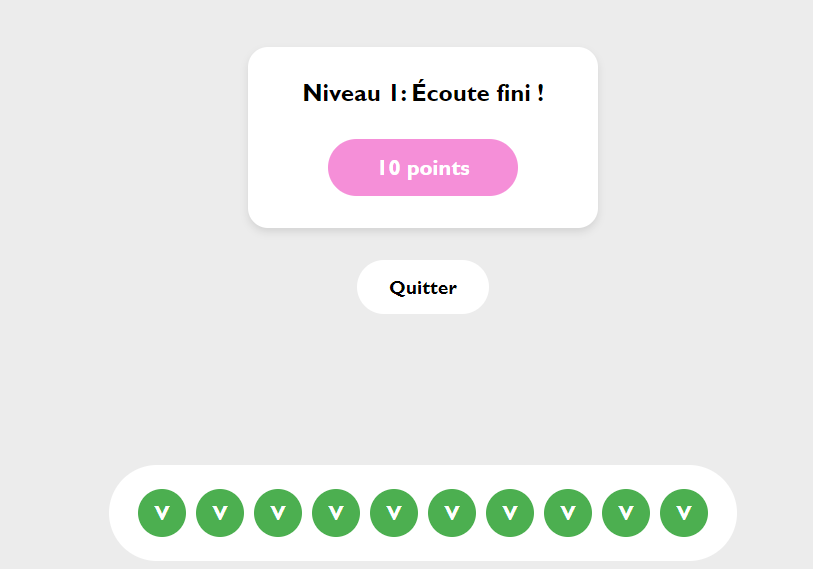 Niveau 1: Écoute fini !
10 points
Quitter
V V V V V V V V V V